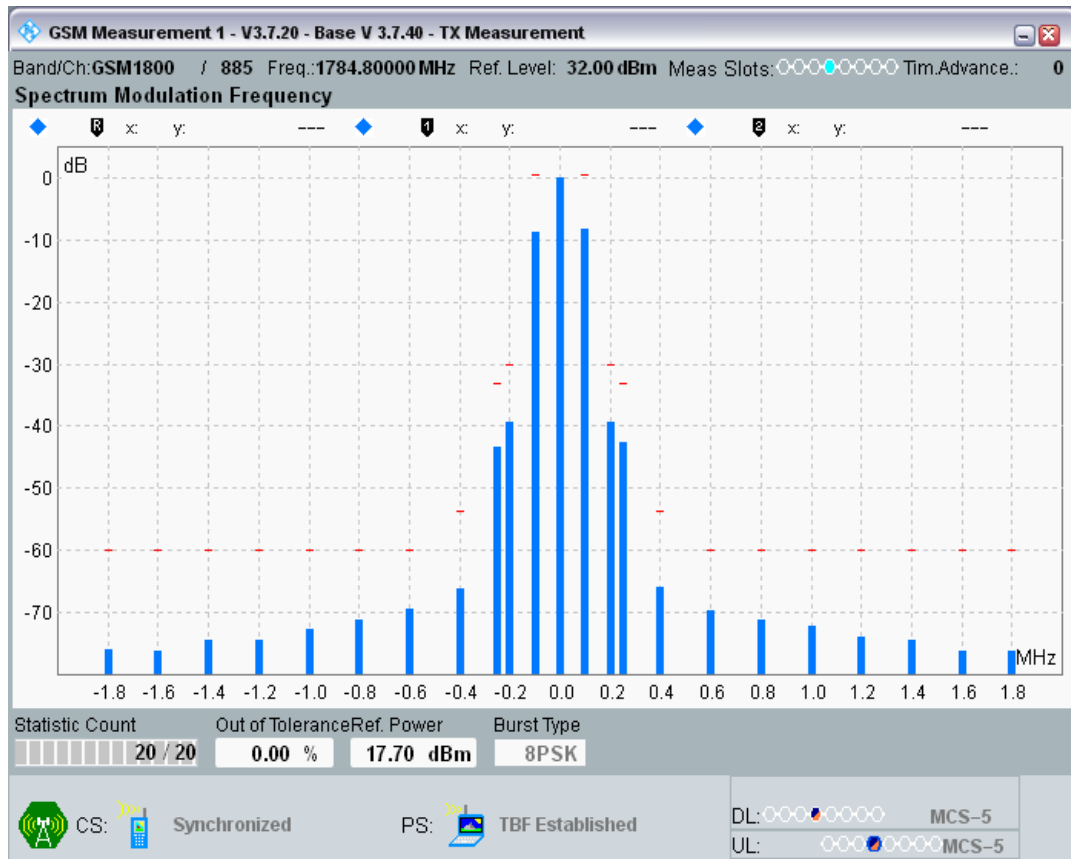 GSM Measurement 1 - V3.7.20 - Base V 3.7.40 - TX Measurement
Band/Ch:GSM1800 / 885 Freq.:1784.80000 MHz Ref. Level: 32.00 dBm Meas Slots: Tim.Advance.: 0
Spectrum Modulation Frequency
R x: y: --- 1 x: y: --- 2 x: y: ---
dB
0
-10
-20
-30
-40
-50
-60
-70
MHz
-1.8 -1.6 -1.4 -1.2 -1.0 -0.8 -0.6 -0.4 -0.2 0.0 0.2 0.4 0.6 0.8 1.0 1.2 1.4 1.6 1.8
Statistic Count Out of Tolerance Ref. Power Burst Type
20 / 20 0.00 % 17.70 dBm 8PSK
CS: Synchronized PS: TBF Established
DL: MCS-5
UL: MCS-5